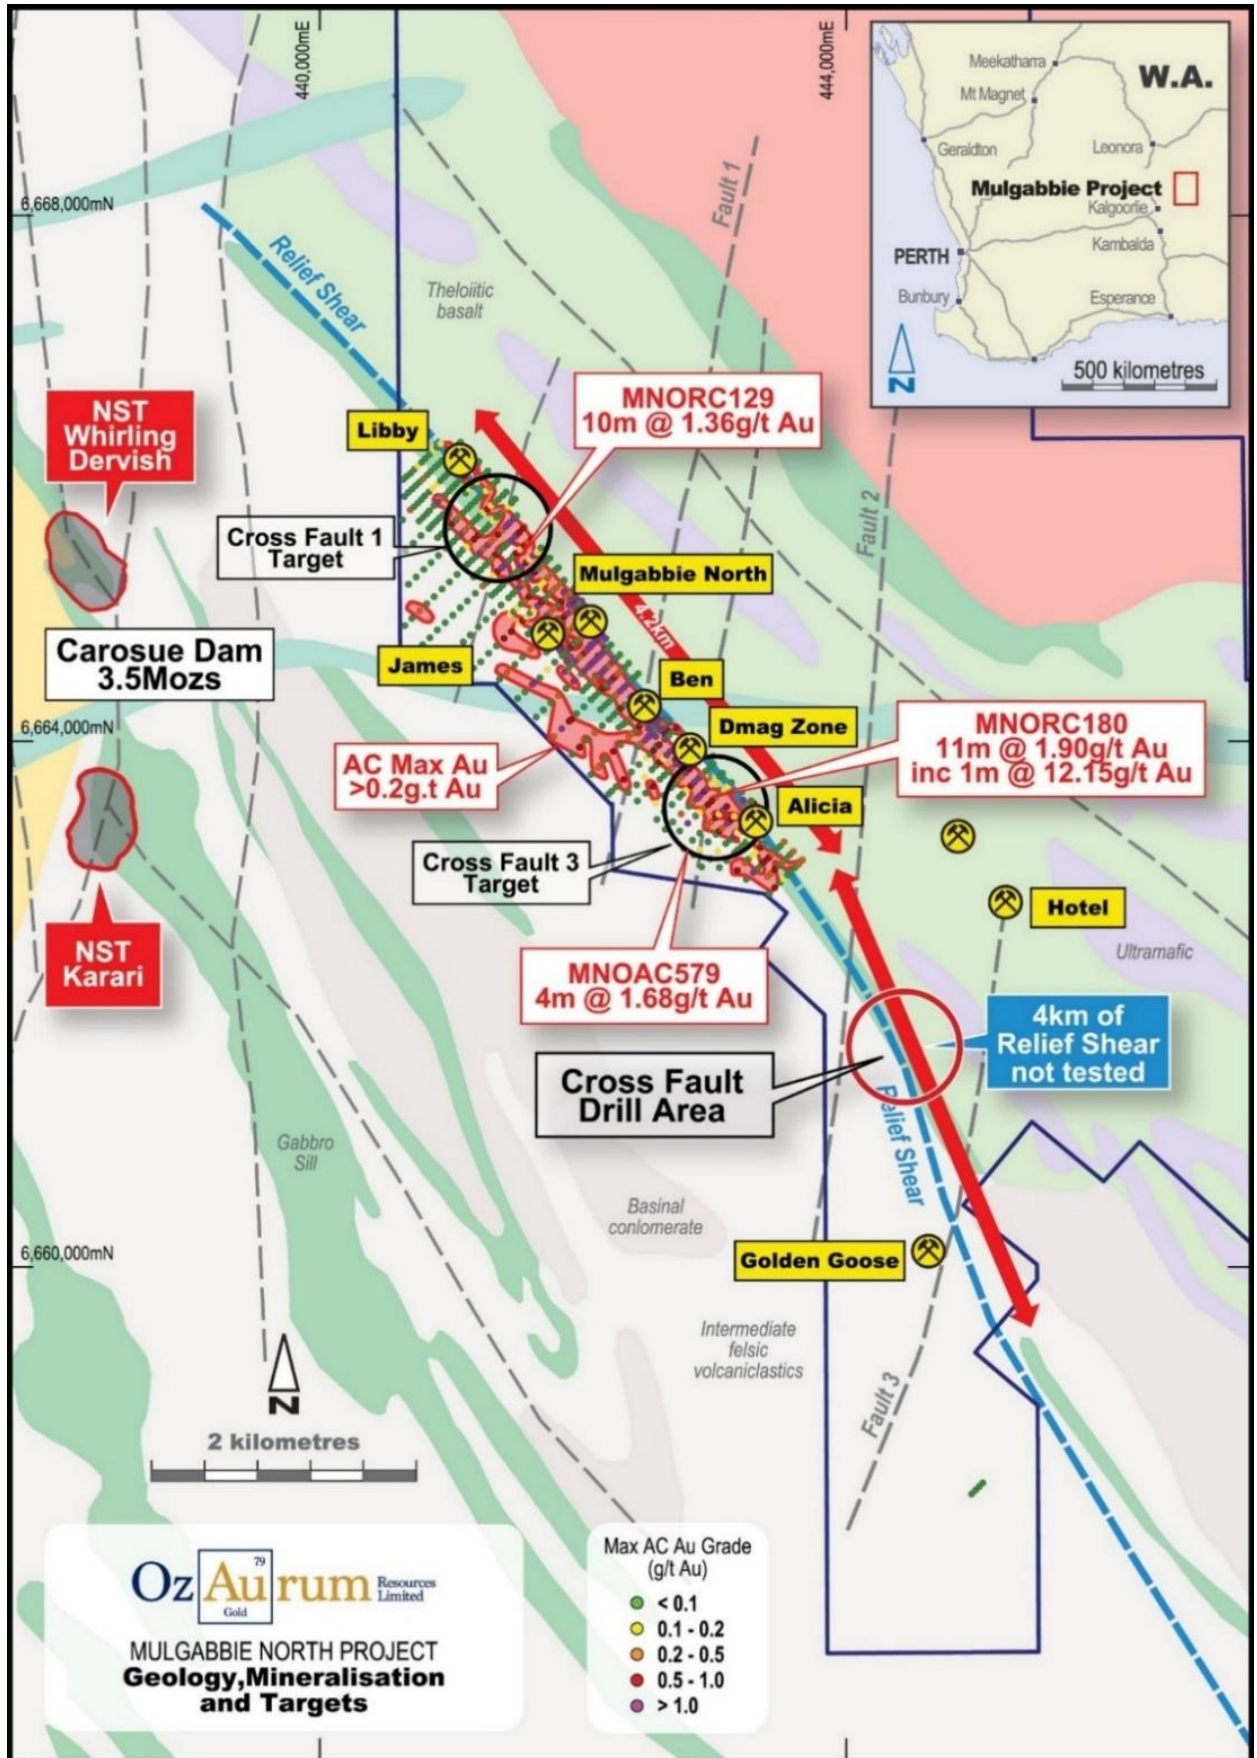 440,000mE
444,000mE
Meekatharra
W.A.
Mt Magnet
Geraldton
Leonora
Mulgabbie Project
Kalgoorlie
Kambalda
PERTH
Bunbury
Esperance
N
500 kilometres
6,668,000mN
Fault 1
Relief Shear
Theloiitic
basalt
NST
Whirling
Dervish
Libby
MNORC129
10m @ 1.36g/t Au
Fault 2
Cross Fault 1
Target
Mulgabbie North
4.2km
Carosue Dam
3.5Mozs
James
Ben
6,664,000mN
Dmag Zone
MNORC180
11m @ 1.90g/t Au
inc 1m @ 12.15g/t Au
AC Max Au
>0.2g.t Au
Alicia
Cross Fault 3
Target
Hotel
NST
Karari
Ultramafic
MNOAC579
4m @ 1.68g/t Au
4km of
Relief Shear
not tested
Cross Fault
Drill Area
Relief Shear
Gabbro
Sill
Basinal
conlomerate
6,660,000mN
Golden Goose
Intermediate
felsic
volcaniclastics
Fault 3
N
2 kilometres
Oz Au rum Resources Limited
79
Gold
MULGABBIE NORTH PROJECT
Geology,Mineralisation
and Targets
Max AC Au Grade
(g/t Au)
< 0.1
0.1 - 0.2
0.2 - 0.5
0.5 - 1.0
> 1.0